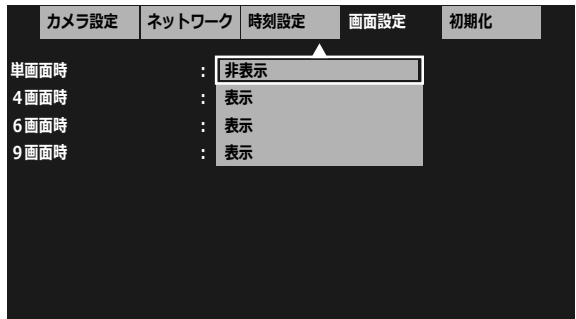 カメラ設定 ネットワーク 時刻設定 画面設定 初期化
単画面時 : 非表示
4画面時 : 表示
6画面時 : 表示
9画面時 : 表示